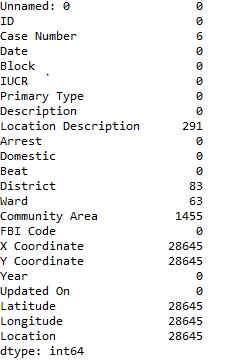 Unnamed: 0 0
ID 0
Case Number 6
Date 0
Block 0
IUCR 0
Primary Type 0
Description 0
Location Description 291
Arrest 0
Domestic 0
Beat 0
District 83
Ward 63
Community Area 1455
FBI Code 0
X Coordinate 28645
Y Coordinate 28645
Year 0
Updated On 0
Latitude 28645
Longitude 28645
Location 28645
dtype: int64